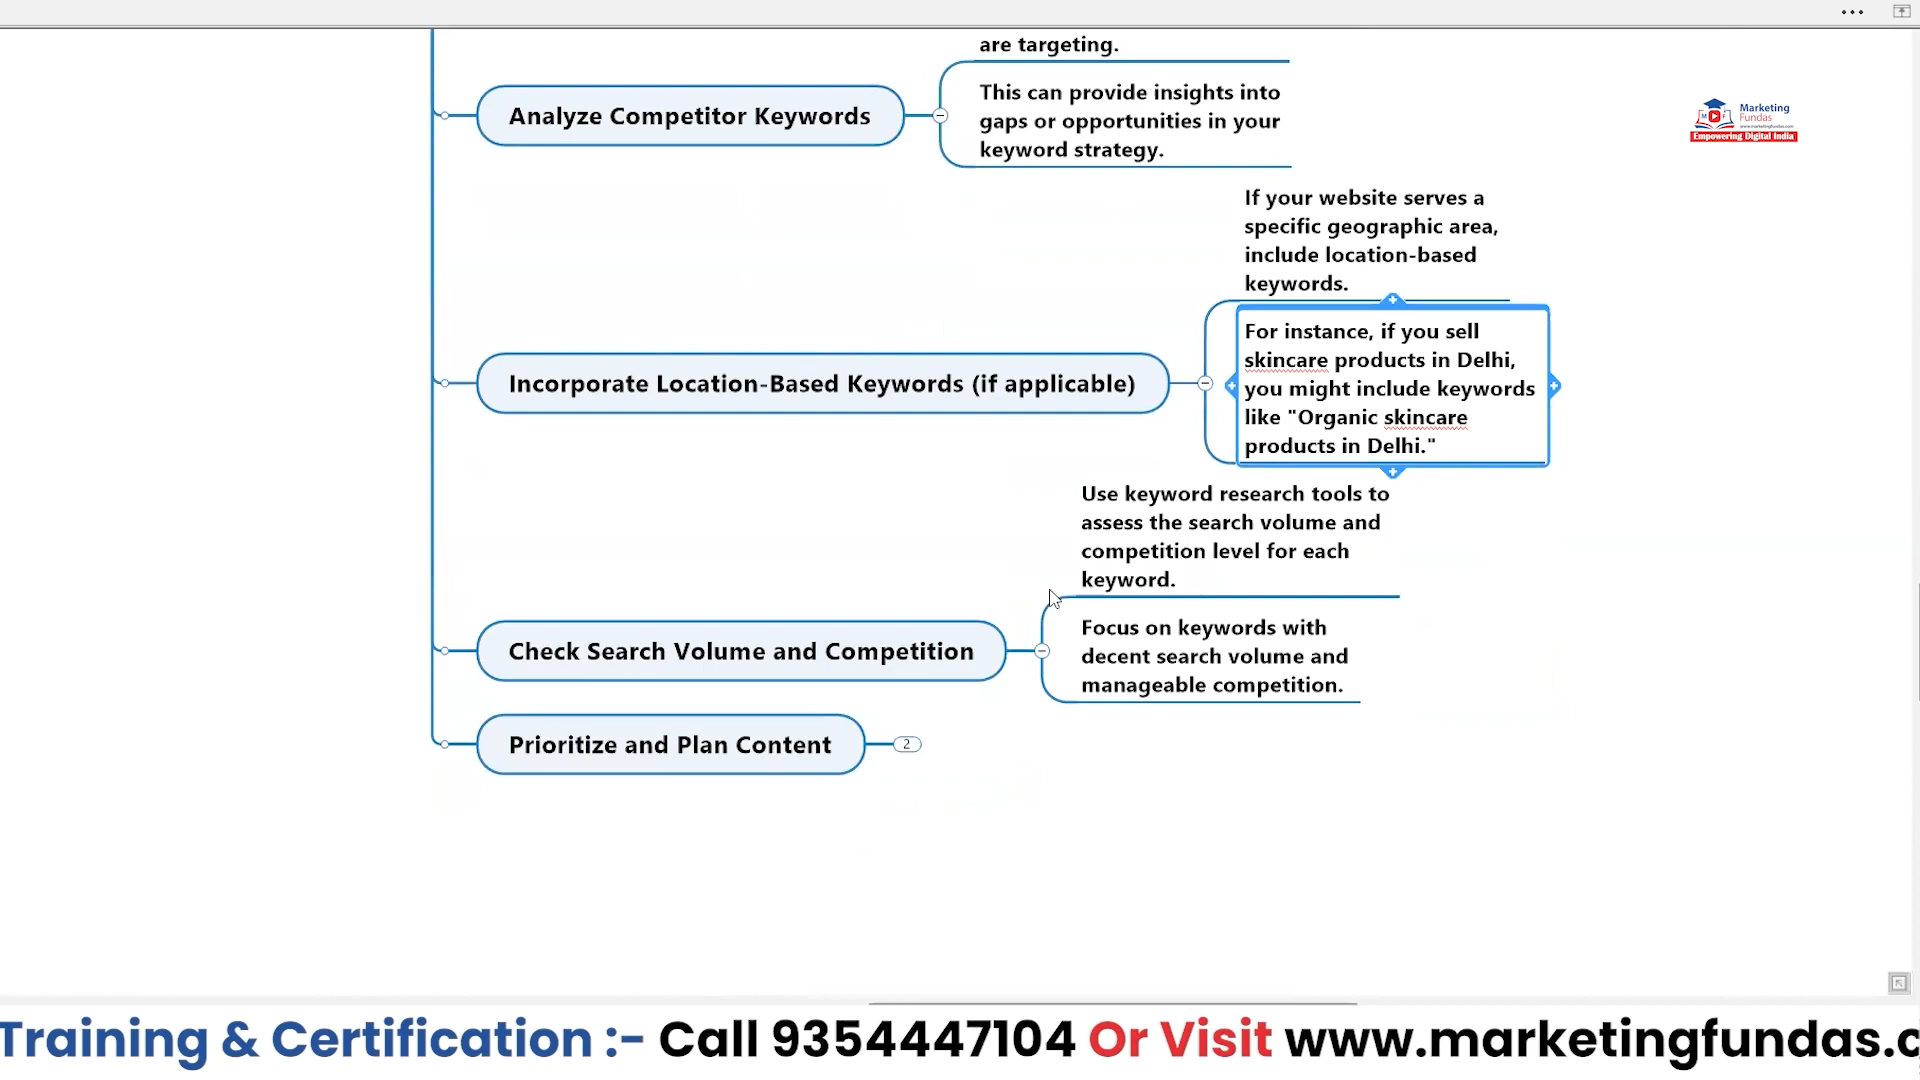 are targeting.
Analyze Competitor Keywords
This can provide insights into
gaps or opportunities in your
keyword strategy.
Marketing
Fundas
www.marketingfundas.com
Empowering Digital India
If your website serves a
specific geographic area,
include location-based
keywords.
Incorporate Location-Based Keywords (if applicable)
For instance, if you sell
skincare products in Delhi,
you might include keywords
like "Organic skincare
products in Delhi."
Use keyword research tools to
assess the search volume and
competition level for each
keyword.
Check Search Volume and Competition
Focus on keywords with
decent search volume and
manageable competition.
Prioritize and Plan Content
2
Training & Certification :- Call 9354447104 Or Visit www.marketingfundas.c